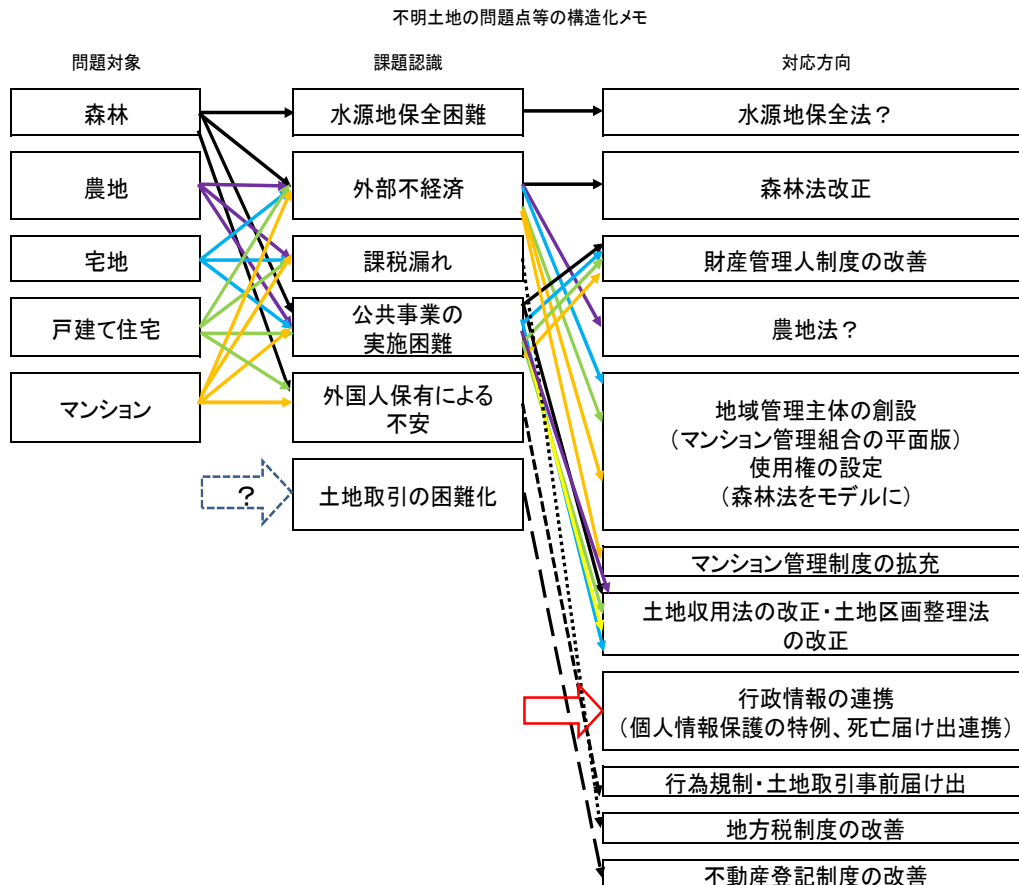 不明土地の問題点等の構造化メモ
問題対象
課題認識
対応方向
森林
水源地保全困難
水源地保全法？
農地
外部不経済
森林法改正
宅地
課税漏れ
財産管理人制度の改善
戸建て住宅
公共事業の
実施困難
農地法？
マンション
外国人保有による
不安
地域管理主体の創設
（マンション管理組合の平面版）
使用権の設定
（森林法をモデルに）
？
土地取引の困難化
マンション管理制度の拡充
土地収用法の改正・土地区画整理法
の改正
行政情報の連携
（個人情報保護の特例、死亡届け出連携）
行為規制・土地取引事前届け出
地方税制度の改善
不動産登記制度の改善